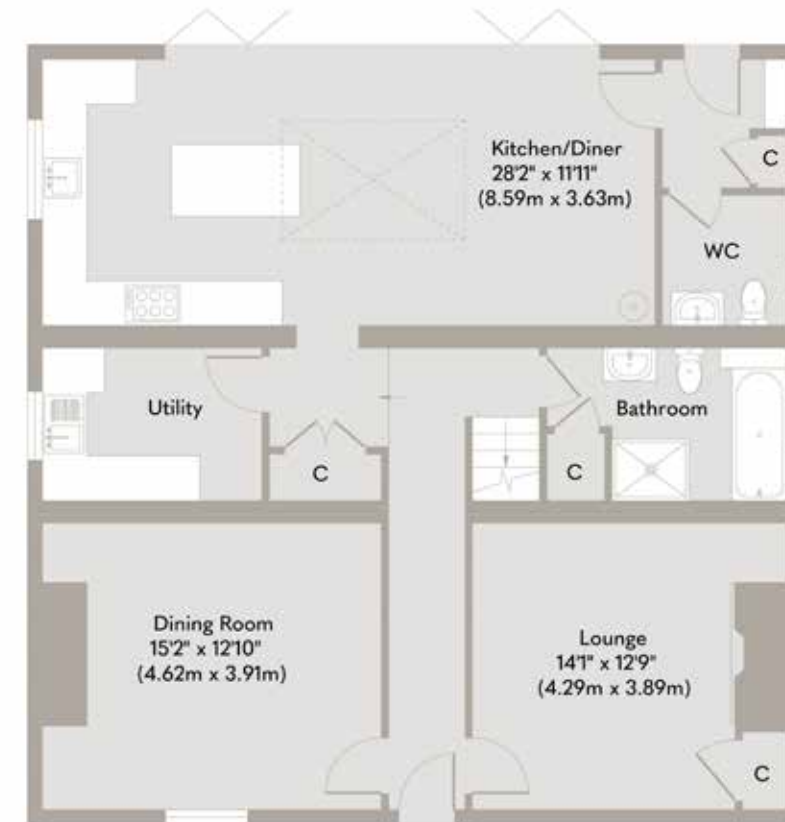 Kitchen/Diner
28'2" x 11'11"
(8.59m x 3.63m)
C
WC
Utility
C
C
Bathroom
Dining Room
15'2" x 12'10"
(4.62m x 3.91m)
Lounge
14'1" x 12'9"
(4.29m x 3.89m)
C